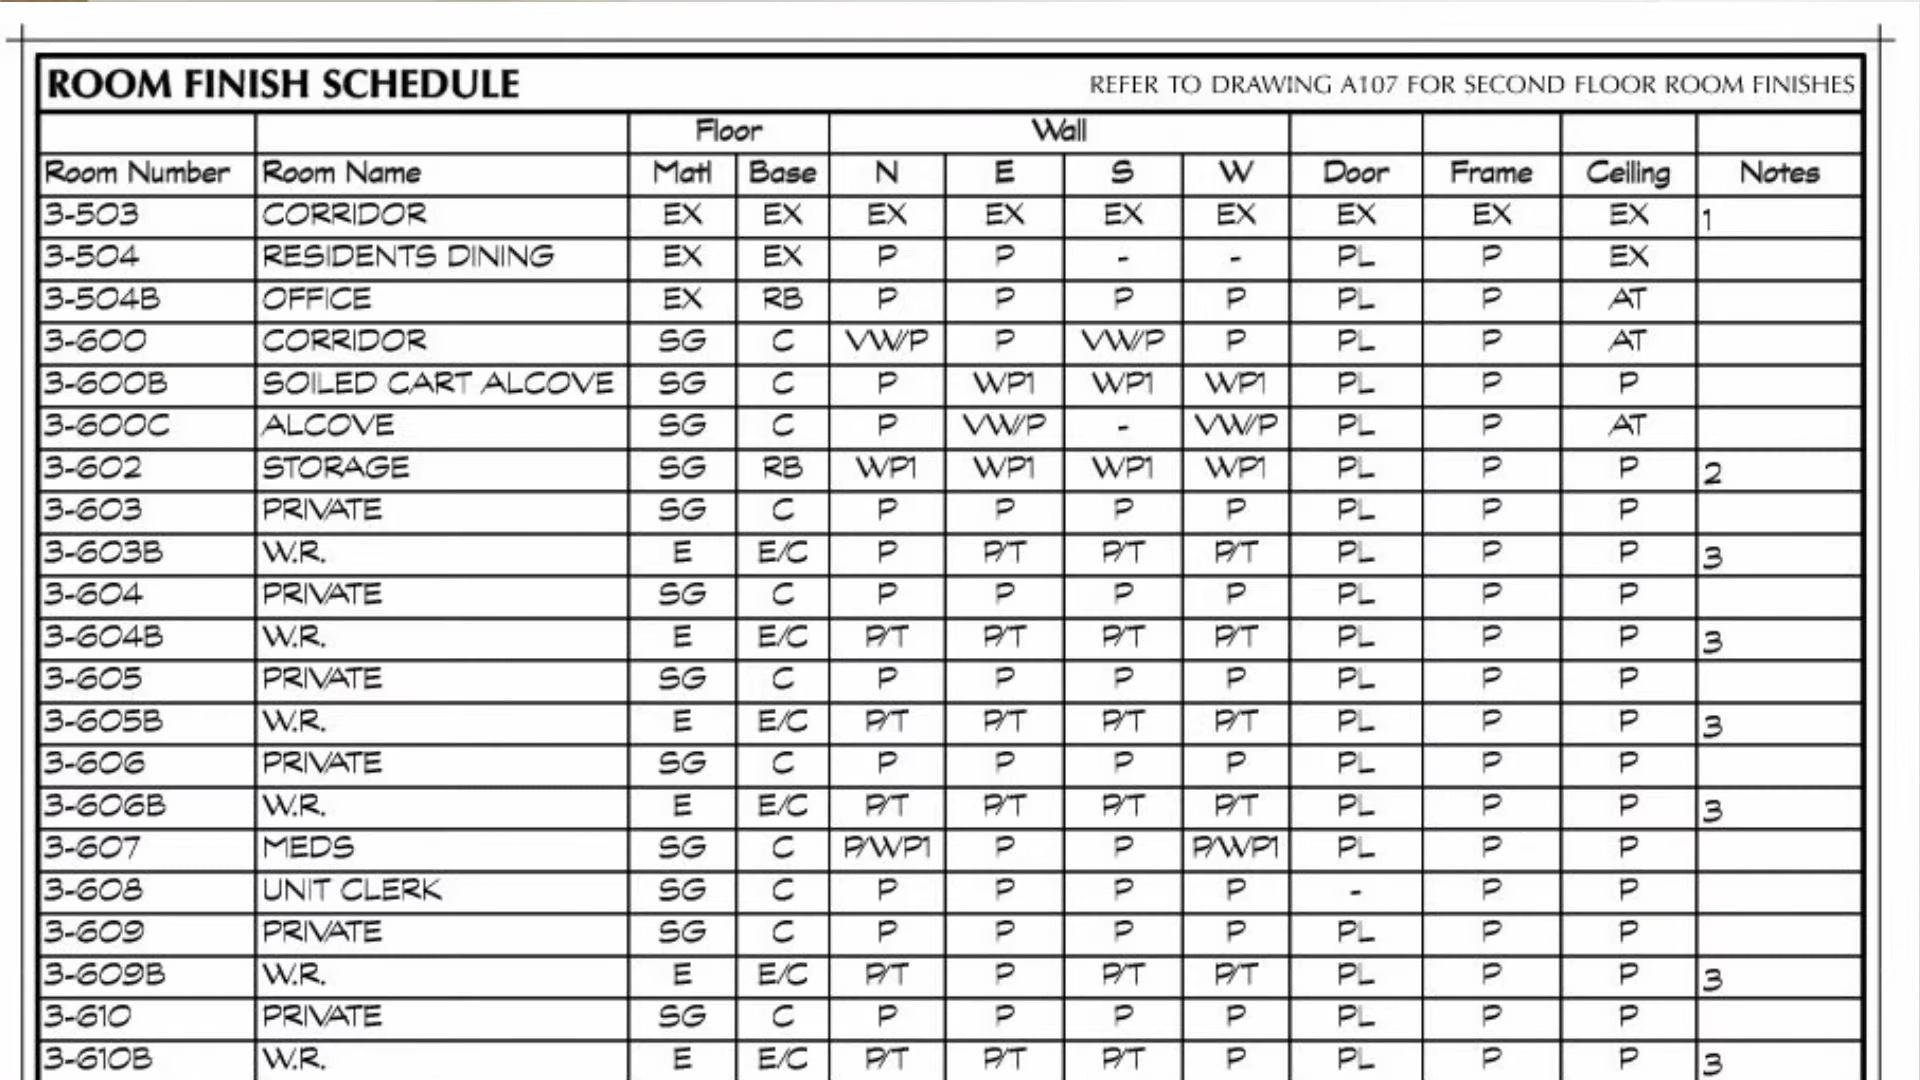 ROOM FINISH SCHEDULE REFER TO DRAWING A107 FOR SECOND FLOOR ROOM FINISHES
Floor Wall
Room Number Room Name Matl Base N E S W Door Frame Ceiling Notes
3-503 CORRIDOR EX EX EX EX EX EX EX EX EX 1
3-504 RESIDENTS DINING EX EX P P - - PL P EX
3-504B OFFICE EX RB P P P P PL P AT
3-600 CORRIDOR SG C VW/P P VW/P P PL P AT
3-600B SOILED CART ALCOVE SG C P WP1 WP1 WP1 PL P P
3-600C ALCOVE SG C P VW/P - VW/P PL P AT
3-602 STORAGE SG RB WP1 WP1 WP1 WP1 PL P P 2
3-603 PRIVATE SG C P P P P PL P P
3-603B W.R. E E/C P P/T P/T P/T PL P P 3
3-604 PRIVATE SG C P P P P PL P P
3-604B W.R. E E/C P/T P/T P/T P/T PL P P 3
3-605 PRIVATE SG C P P P P PL P P
3-605B W.R. E E/C P/T P/T P/T P/T PL P P 3
3-606 PRIVATE SG C P P P P PL P P
3-606B W.R. E E/C P/T P/T P/T P/T PL P P 3
3-607 MEDS SG C P/WP1 P P P/WP1 PL P P
3-608 UNIT CLERK SG C P P P P - P P
3-609 PRIVATE SG C P P P P PL P P
3-609B W.R. E E/C P/T P P/T P/T PL P P 3
3-610 PRIVATE SG C P P P P PL P P
3-610B W.R. E E/C P/T P/T P/T P PL P P 3